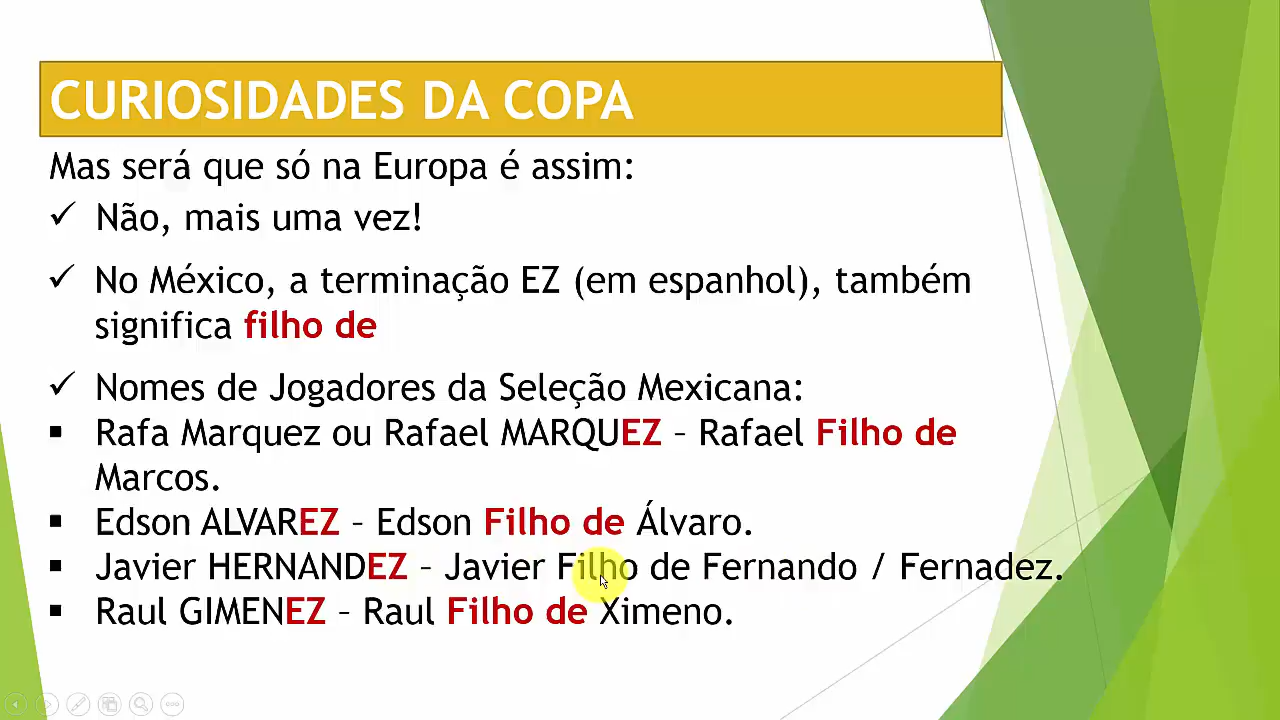 CURIOSIDADES DA COPA
Mas será que só na Europa é assim:
✓ Não, mais uma vez!
✓ No México, a terminação EZ (em espanhol), também
significa filho de
✓ Nomes de Jogadores da Seleção Mexicana:
▪ Rafa Marquez ou Rafael MARQUEZ – Rafael Filho de
Marcos.
▪ Edson ALVAREZ – Edson Filho de Álvaro.
▪ Javier HERNANDEZ – Javier Filho de Fernando / Fernadez.
▪ Raul GIMENEZ – Raul Filho de Ximeno.